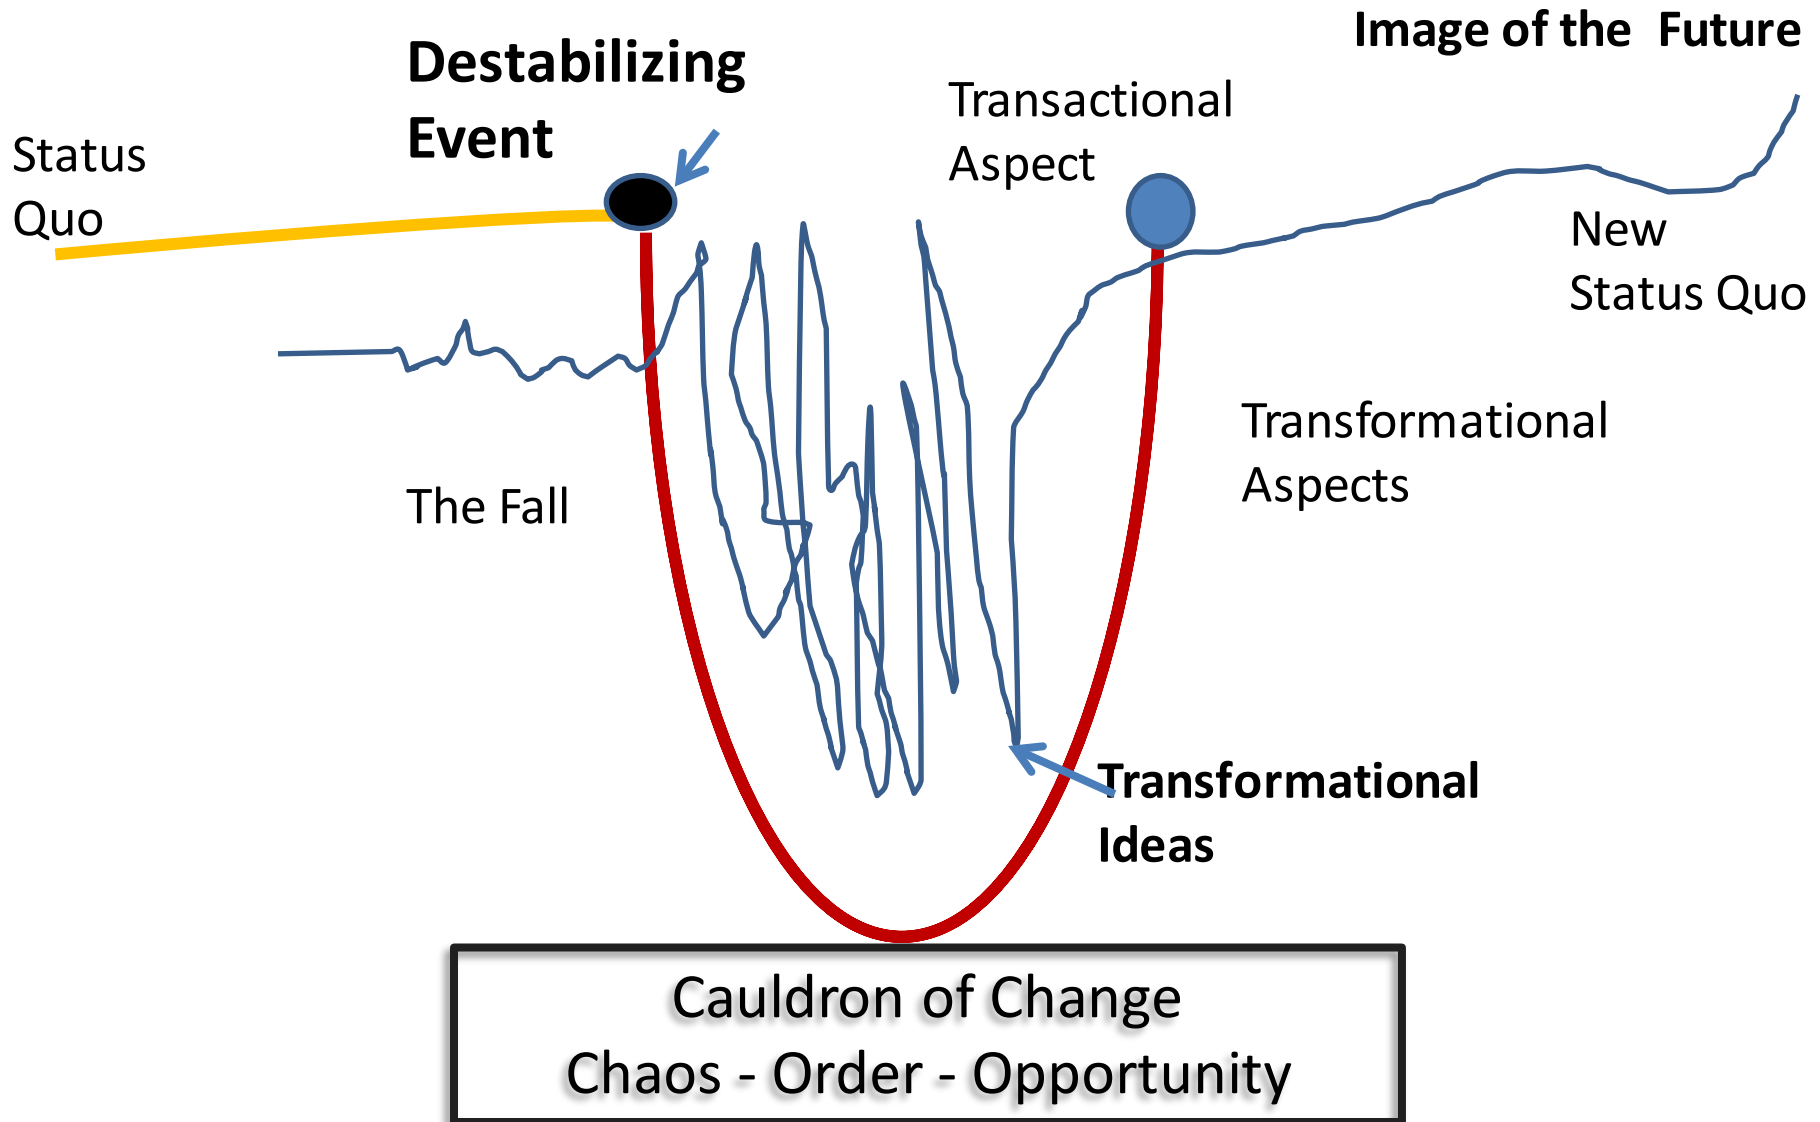 Image of the Future
Destabilizing
Event
Transactional
Aspect
Status
Quo
New
Status Quo
Transformational
Aspects
The Fall
Transformational
Ideas
Cauldron of Change
Chaos - Order - Opportunity